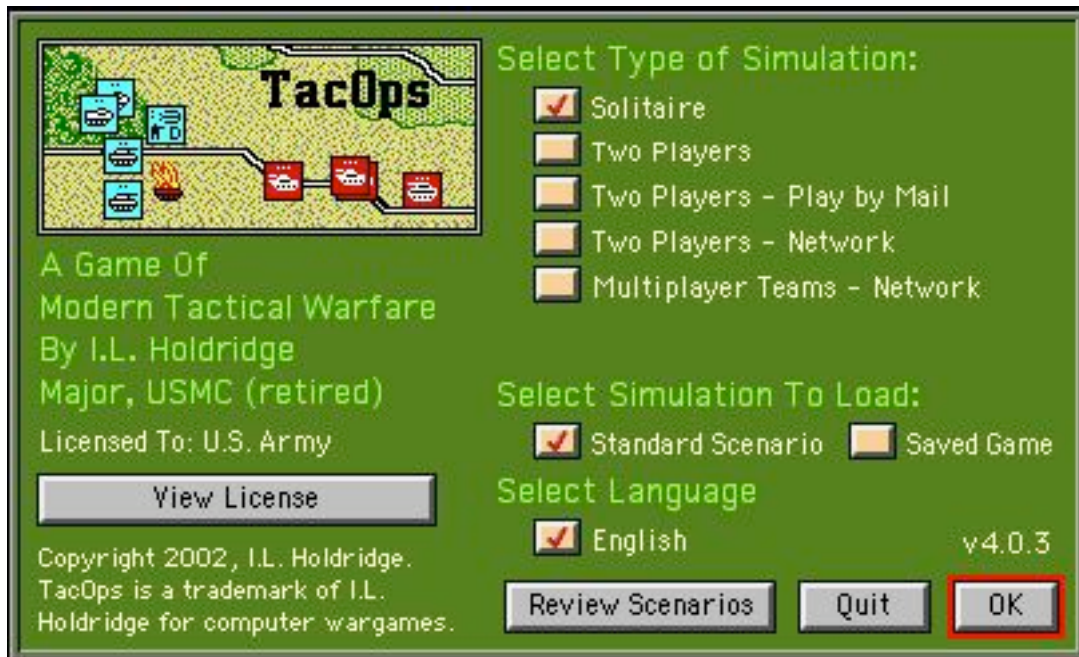 TacOps
A Game Of
Modern Tactical Warfare
By I.L. Holdridge
Major, USMC (retired)
Licensed To: U.S. Army
View License
Copyright 2002, I.L. Holdridge.
TacOps is a trademark of I.L.
Holdridge for computer wargames.
Select Type of Simulation:
Solitaire
Two Players
Two Players - Play by Mail
Two Players - Network
Multiplayer Teams - Network
Select Simulation To Load:
Standard Scenario Saved Game
Select Language
English v4.0.3
Review Scenarios Quit OK